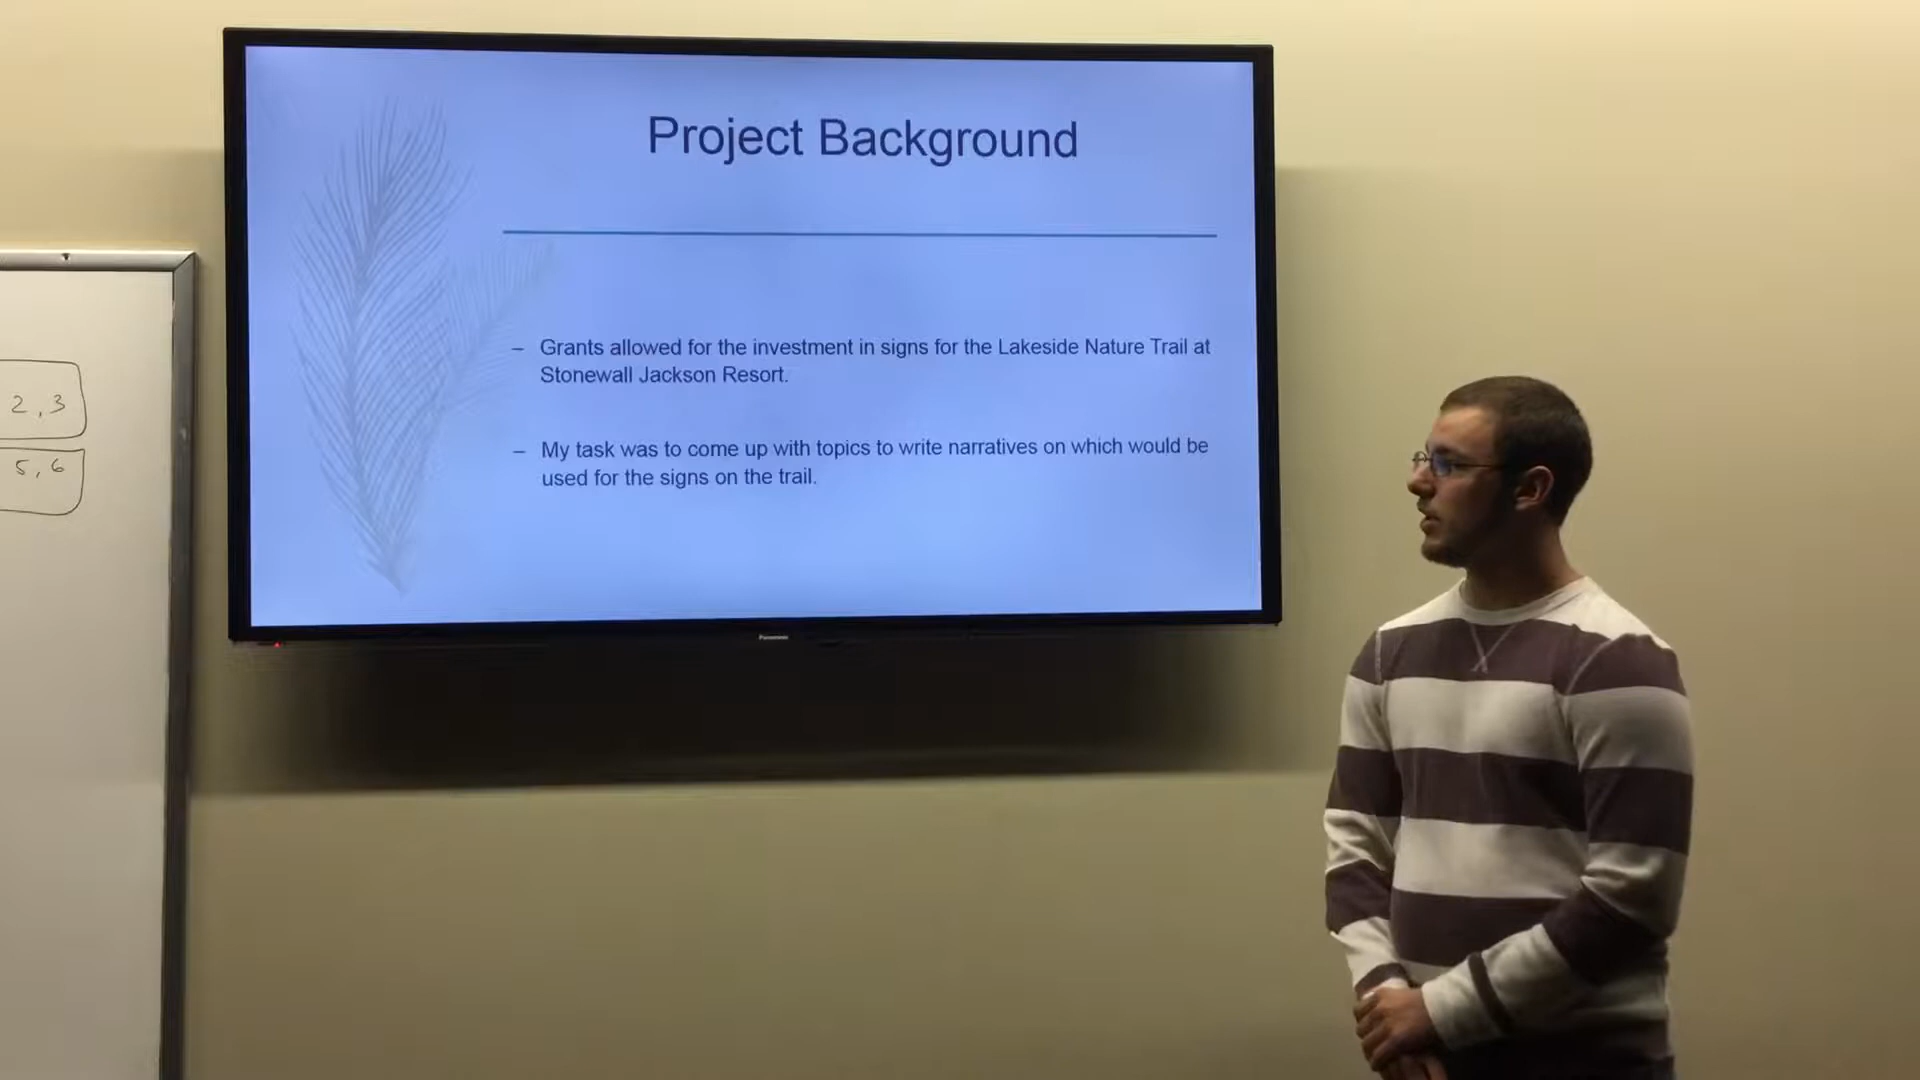 Project Background
– Grants allowed for the investment in signs for the Lakeside Nature Trail at
Stonewall Jackson Resort.
– My task was to come up with topics to write narratives on which would be
used for the signs on the trail.
Panasonic
2, 3
5, 6